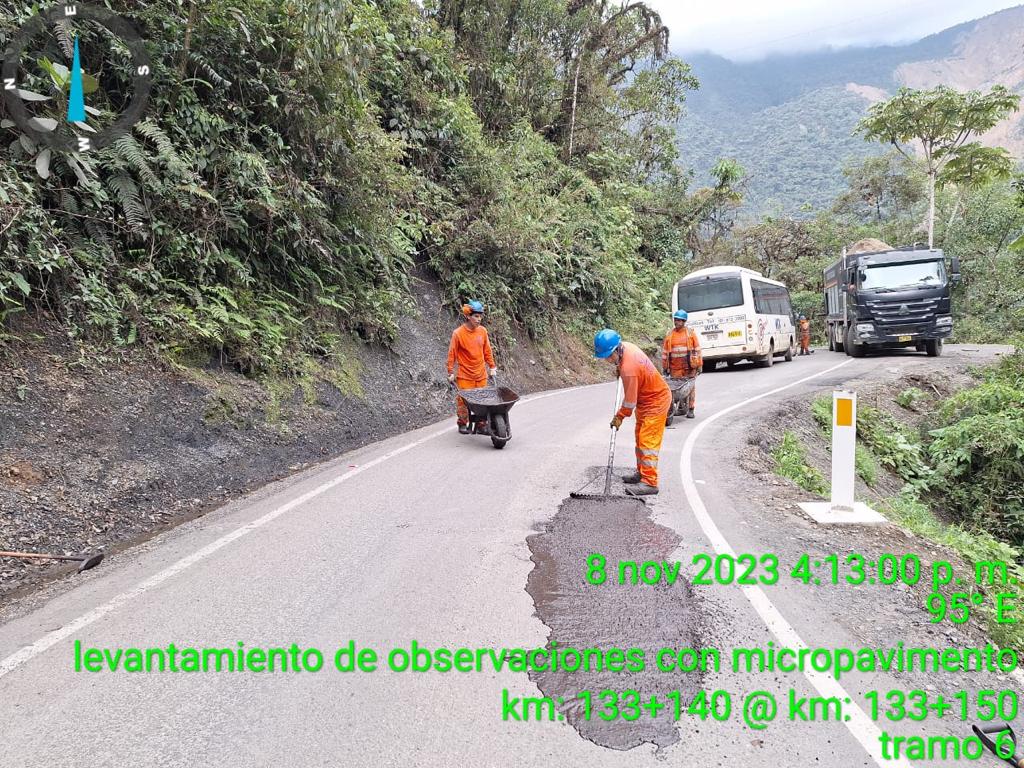 E
N
S
W
WTK
8 nov 2023 4:13:00 p. m.
95° E
levantamiento de observaciones con micropavimento
km: 133+140 @ km: 133+150
tramo 6